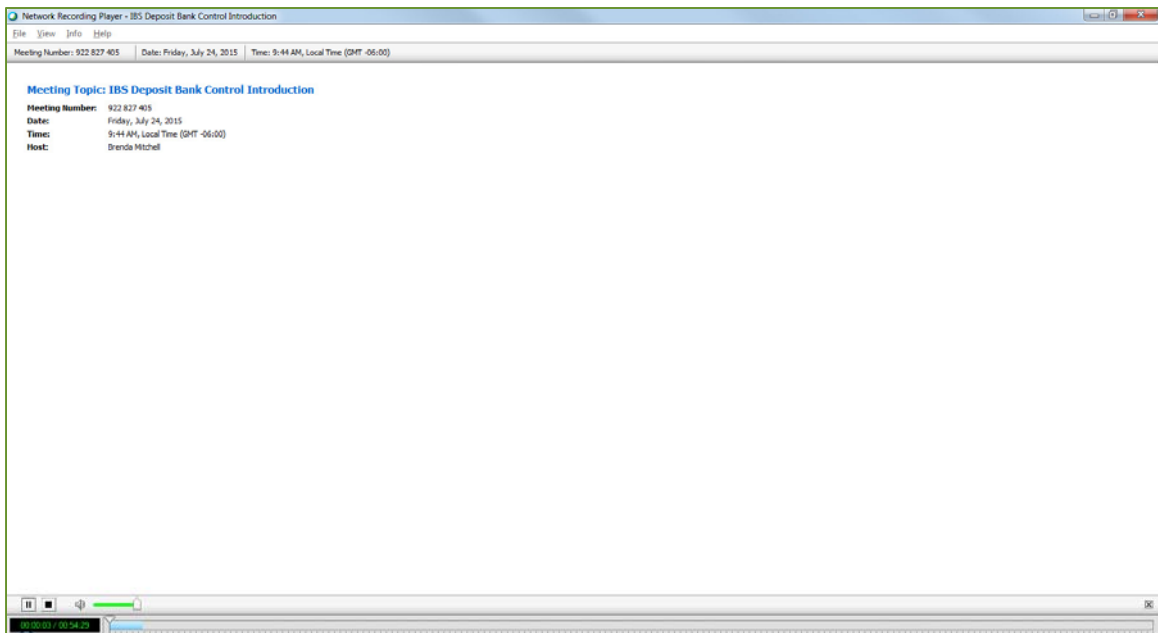 Network Recording Player - IBS Deposit Bank Control Introduction
File View Info Help
Meeting Number: 922 827 405 Date: Friday, July 24, 2015 Time: 9:44 AM, Local Time (GMT -06:00)
Meeting Topic: IBS Deposit Bank Control Introduction
Meeting Number: 922 827 405
Date: Friday, July 24, 2015
Time: 9:44 AM, Local Time (GMT -06:00)
Host: Brenda Mitchell
00:00:03 / 00:54:29